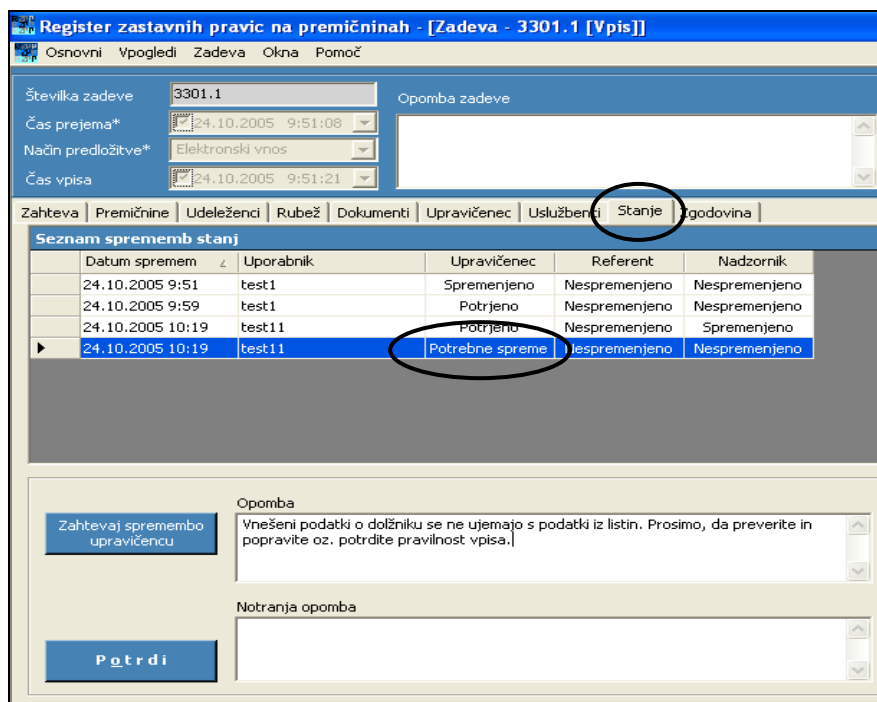 Register zastavnih pravic na premičninah - [Zadeva - 3301.1 [Vpis]]
Osnovni Vpogledi Zadeva Okna Pomoč
Številka zadeve 3301.1 Opomba zadeve
Čas prejema* 24.10.2005 9:51:08
Način predložitve* Elektronski vnos
Čas vpisa 24.10.2005 9:51:21
Zahteva Premičnine Udeleženci Rubež Dokumenti Upravičenec Uslužbenci Stanje Zgodovina
Seznam sprememb stanj
Datum spremem Uporabnik Upravičenec Referent Nadzornik
24.10.2005 9:51 test1 Spremenjeno Nespremenjeno Nespremenjeno
24.10.2005 9:59 test1 Potrjeno Nespremenjeno Nespremenjeno
24.10.2005 10:19 test11 Potrjeno Nespremenjeno Spremenjeno
24.10.2005 10:19 test11 Potrebne spreme Nespremenjeno Nespremenjeno
Opomba
Zahtevaj spremembo
upravičencu
Vnešeni podatki o dolžniku se ne ujemajo s podatki iz listin. Prosimo, da preverite in
popravite oz. potrdite pravilnost vpisa.
Notranja opomba
Potrdi